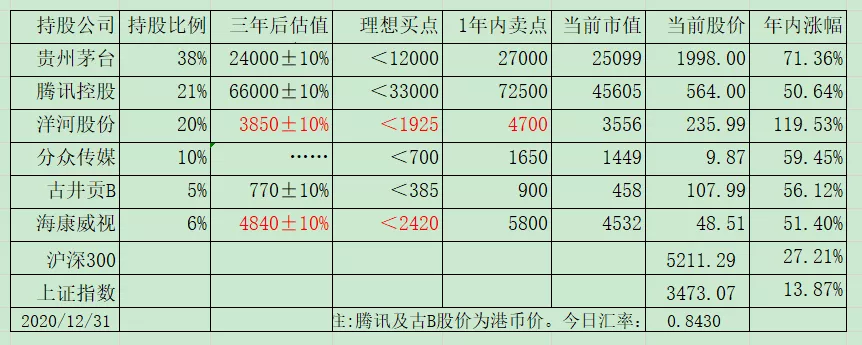 持股公司 持股比例 三年后估值 理想买点 1年内卖点 当前市值 当前股价 年内涨幅
贵州茅台 38% 24000±10% ＜12000 27000 25099 1998.00 71.36%
腾讯控股 21% 66000±10% ＜33000 72500 45605 564.00 50.64%
洋河股份 20% 3850±10% ＜1925 4700 3556 235.99 119.53%
分众传媒 10% …… ＜700 1650 1449 9.87 59.45%
古井贡B 5% 770±10% ＜385 900 458 107.99 56.12%
海康威视 6% 4840±10% ＜2420 5800 4532 48.51 51.40%
沪深300 5211.29 27.21%
上证指数 3473.07 13.87%
2020/12/31 注:腾讯及古B股价为港币价。今日汇率: 0.8430